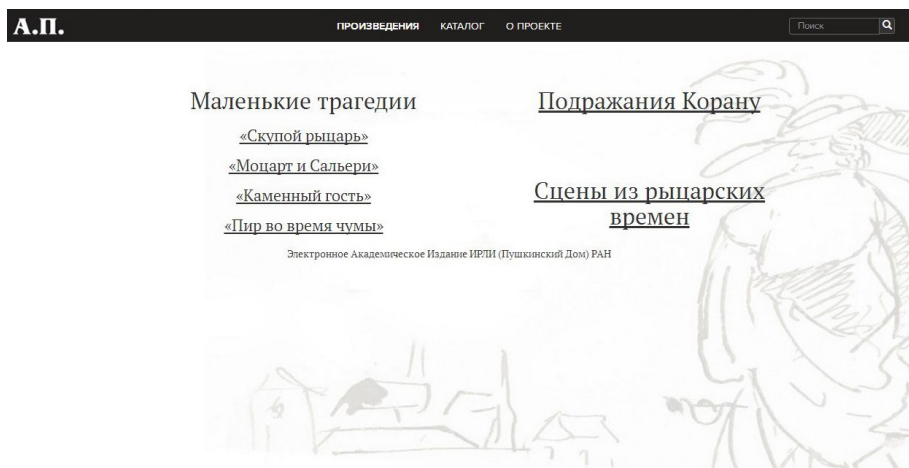 А.П.
ПРОИЗВЕДЕНИЯ КАТАЛОГ О ПРОЕКТЕ
Поиск
Маленькие трагедии
«Скупой рыцарь»
«Моцарт и Сальери»
«Каменный гость»
«Пир во время чумы»
Подражания Корану
Сцены из рыцарских
времен
Электронное Академическое Издание ИРЛИ (Пушкинский Дом) РАН